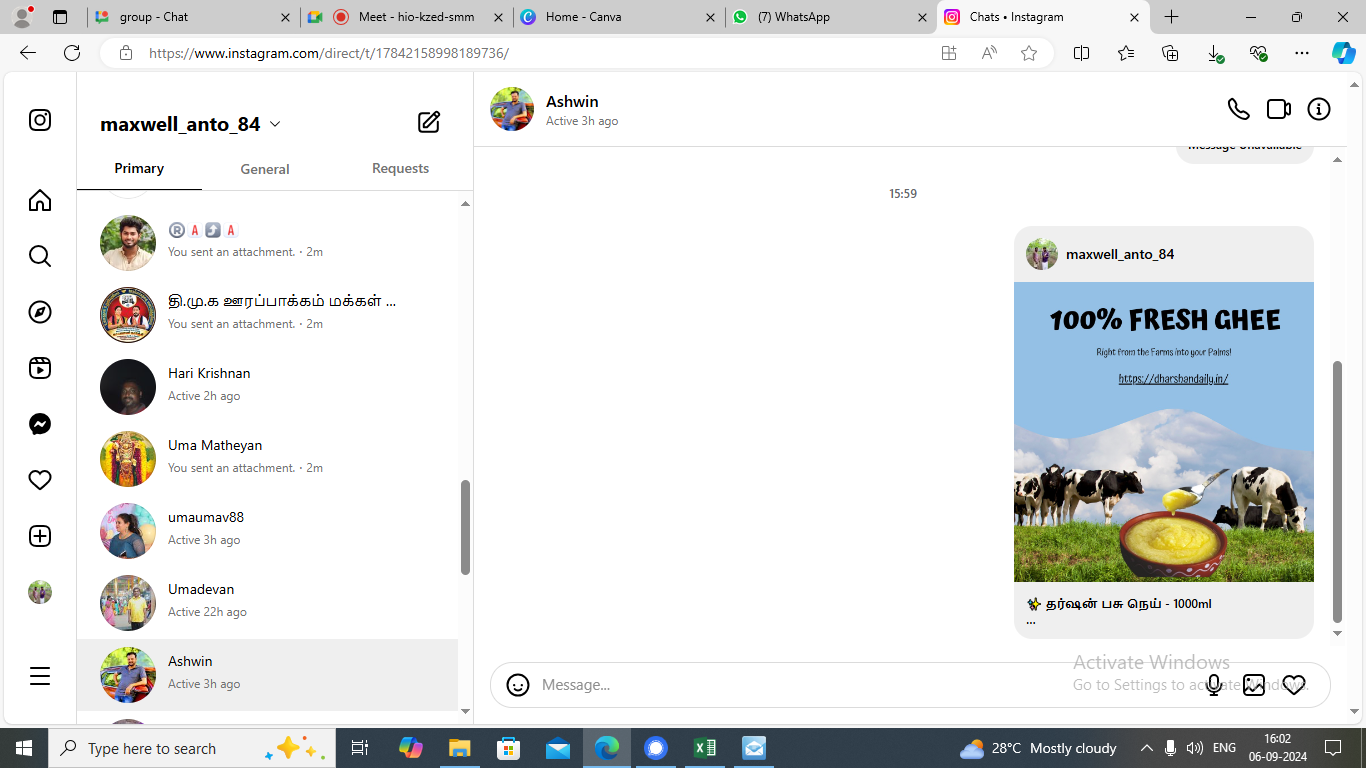 group - Chat
Meet - hio-kzed-smm
Home - Canva
(7) WhatsApp
Chats • Instagram
https://www.instagram.com/direct/t/17842158998189736/
maxwell_anto_84
Primary
General
Requests
Ⓡ A ⤴ A
You sent an attachment. · 2m
தி.மு.க ஊரப்பாக்கம் மக்கள் ...
You sent an attachment. · 2m
Hari Krishnan
Active 2h ago
Uma Matheyan
You sent an attachment. · 2m
umaumav88
Active 3h ago
Umadevan
Active 22h ago
Ashwin
Active 3h ago
Ashwin
Active 3h ago
Message Unavailable
15:59
maxwell_anto_84
100% FRESH GHEE
Right from the Farms into your Palms!
https://dharshandaily.in/
✨ தர்ஷன் பசு நெய் - 1000ml
...
Message...
Activate Windows
Go to Settings to activate Windows.
Type here to search
28°C Mostly cloudy
ENG
16:02
06-09-2024